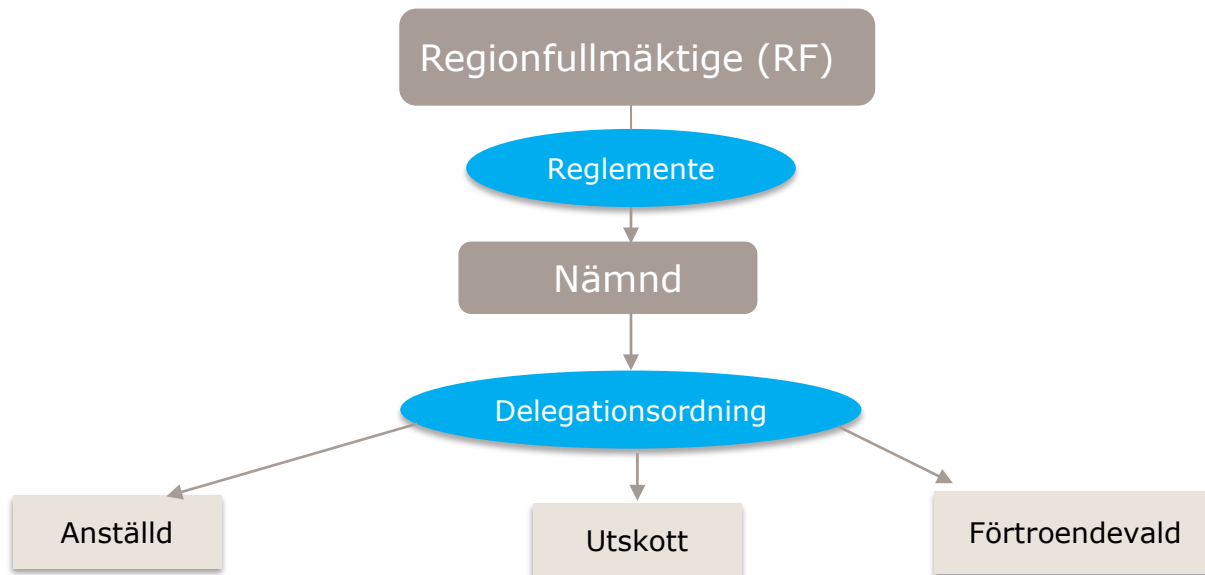 Regionfullmäktige (RF)
Reglemente
Nämnd
Delegationsordning
Anställd
Utskott
Förtroendevald